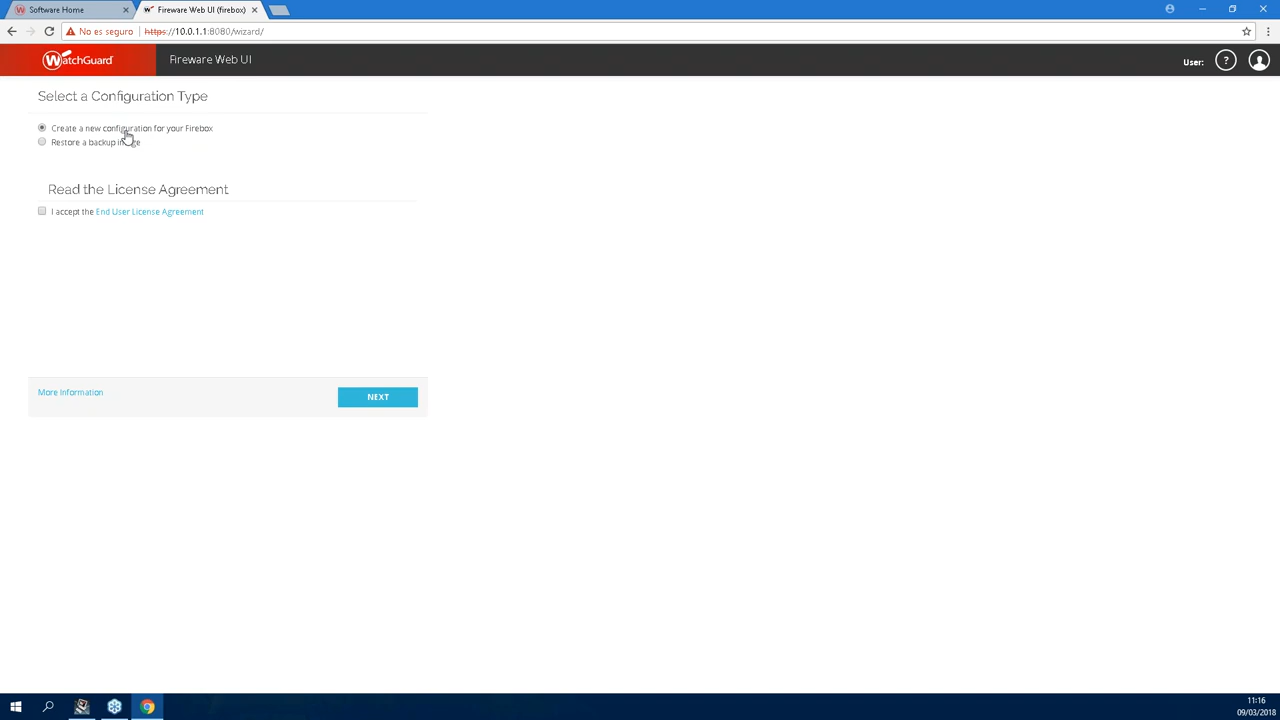 Software Home
Fireware Web UI (firebox)
No es seguro
https://10.0.1.1:8080/wizard/
WatchGuard
Fireware Web UI
User:
?
Select a Configuration Type
Create a new configuration for your Firebox
Restore a backup image
Read the License Agreement
I accept the End User License Agreement
More Information
NEXT
11:16
09/03/2018